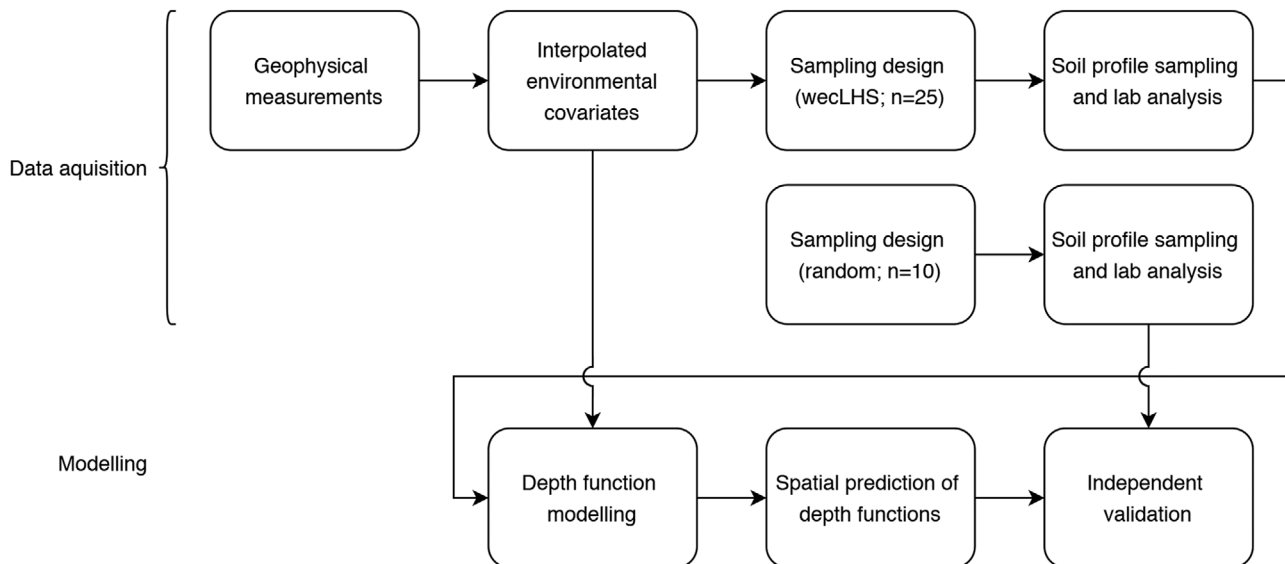 Geophysical
measurements
Interpolated
environmental
covariates
Sampling design
(wecLHS; n=25)
Soil profile sampling
and lab analysis
Data aquisition
Sampling design
(random; n=10)
Soil profile sampling
and lab analysis
Modelling
Depth function
modelling
Spatial prediction of
depth functions
Independent
validation